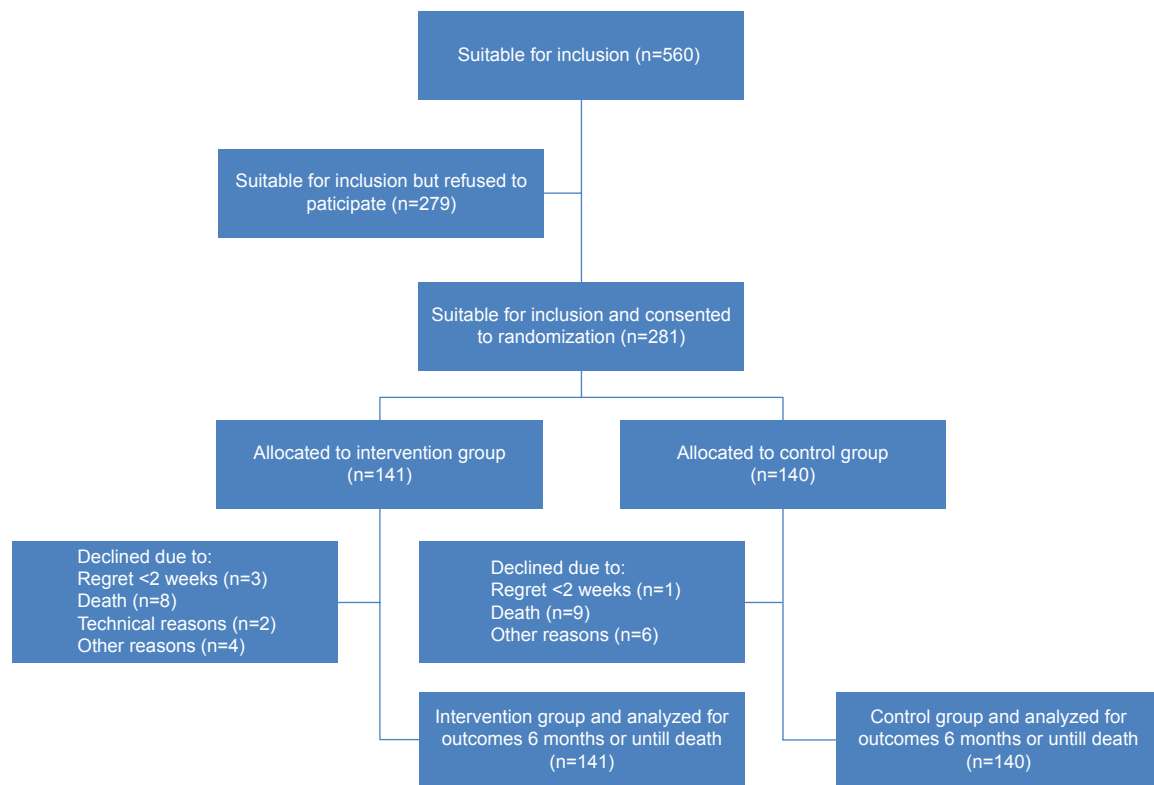 Suitable for inclusion (n=560)
Suitable for inclusion but refused to
paticipate (n=279)
Suitable for inclusion and consented
to randomization (n=281)
Allocated to intervention group
(n=141)
Allocated to control group
(n=140)
Declined due to:
Regret <2 weeks (n=3)
Death (n=8)
Technical reasons (n=2)
Other reasons (n=4)
Declined due to:
Regret <2 weeks (n=1)
Death (n=9)
Other reasons (n=6)
Intervention group and analyzed for
outcomes 6 months or untill death
(n=141)
Control group and analyzed for
outcomes 6 months or untill death
(n=140)